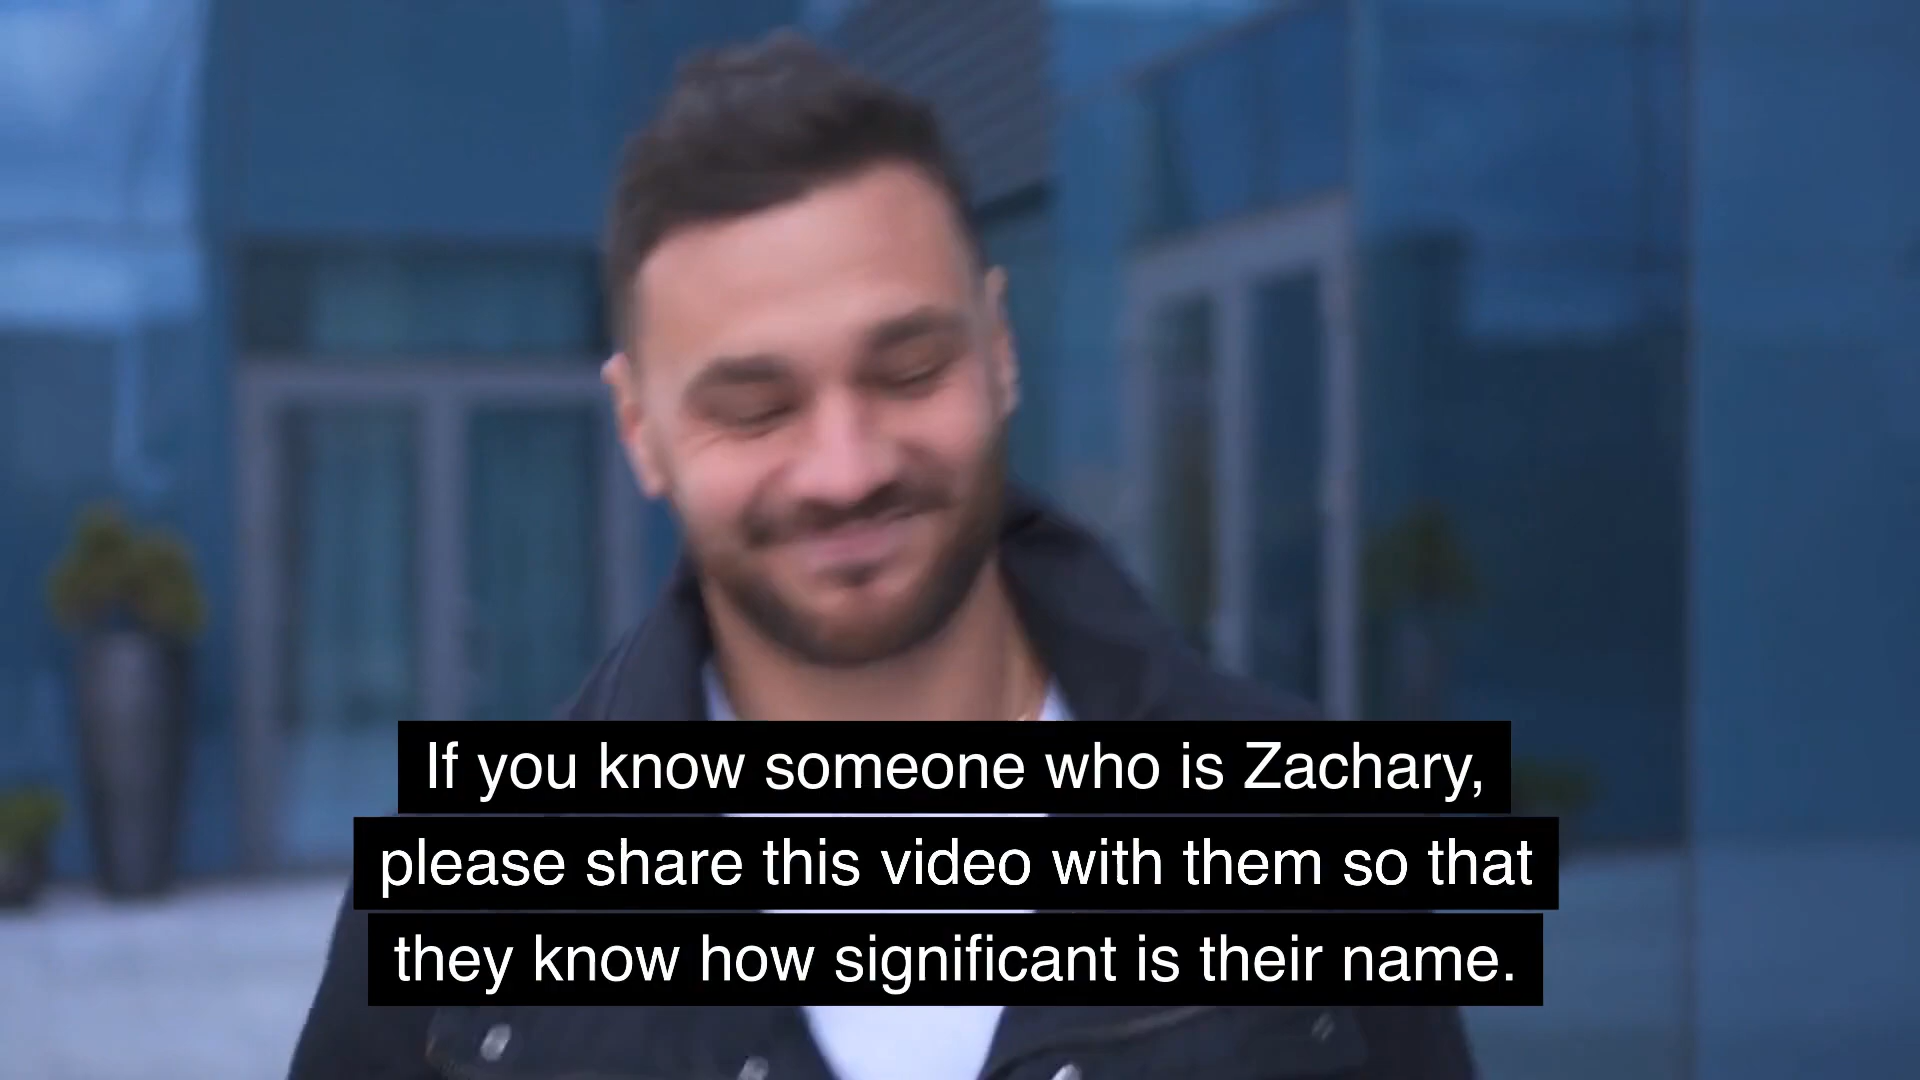 If you know someone who is Zachary,
please share this video with them so that
they know how significant is their name.